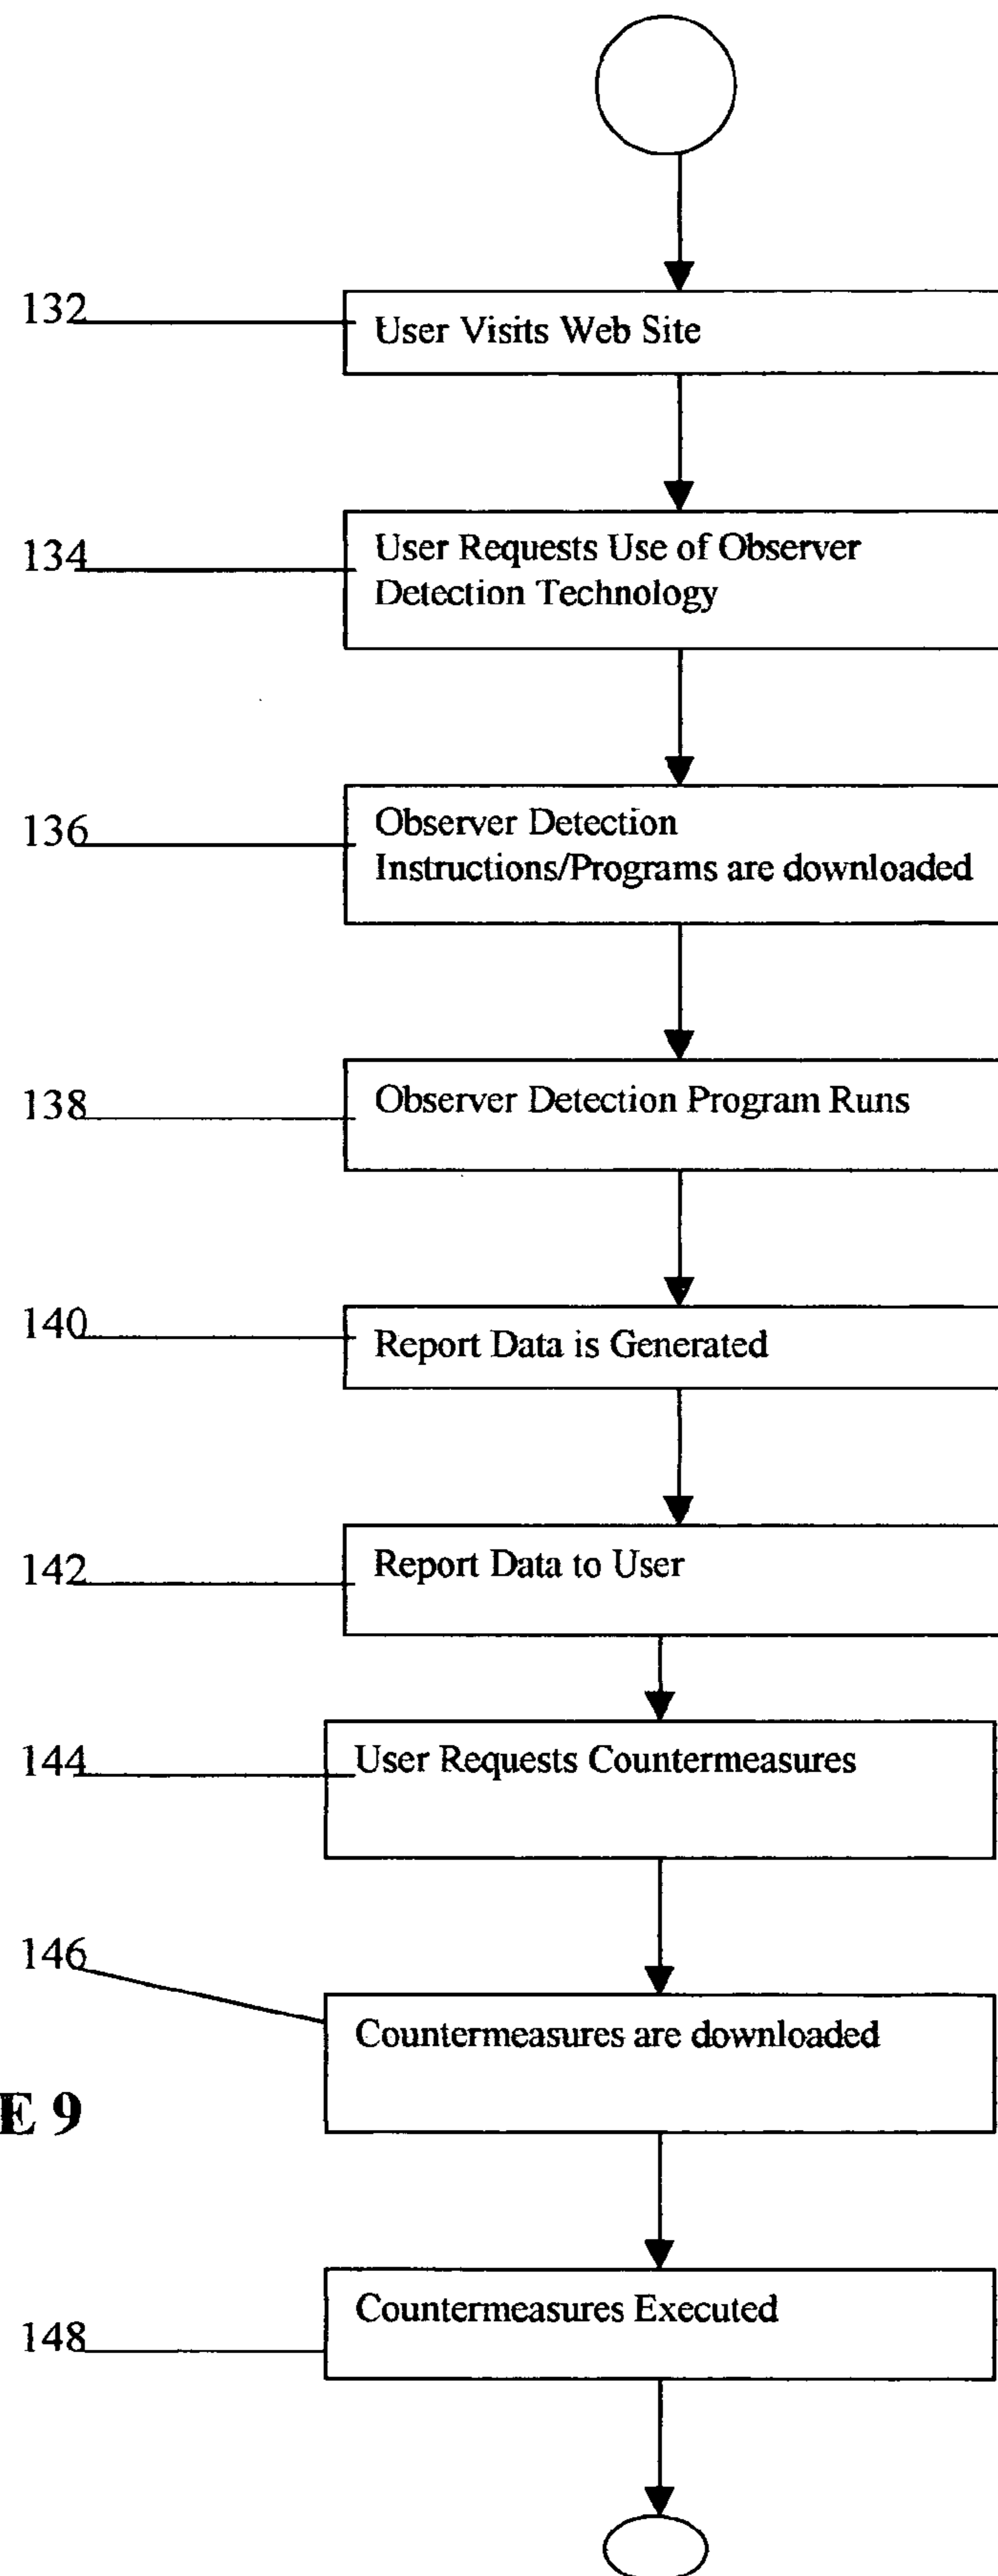 132
User Visits Web Site
134
User Requests Use of Observer
Detection Technology
136
Observer Detection
Instructions/Programs are downloaded
138
Observer Detection Program Runs
140
Report Data is Generated
142
Report Data to User
144
User Requests Countermeasures
146
Countermeasures are downloaded
E 9
Countermeasures Executed
148